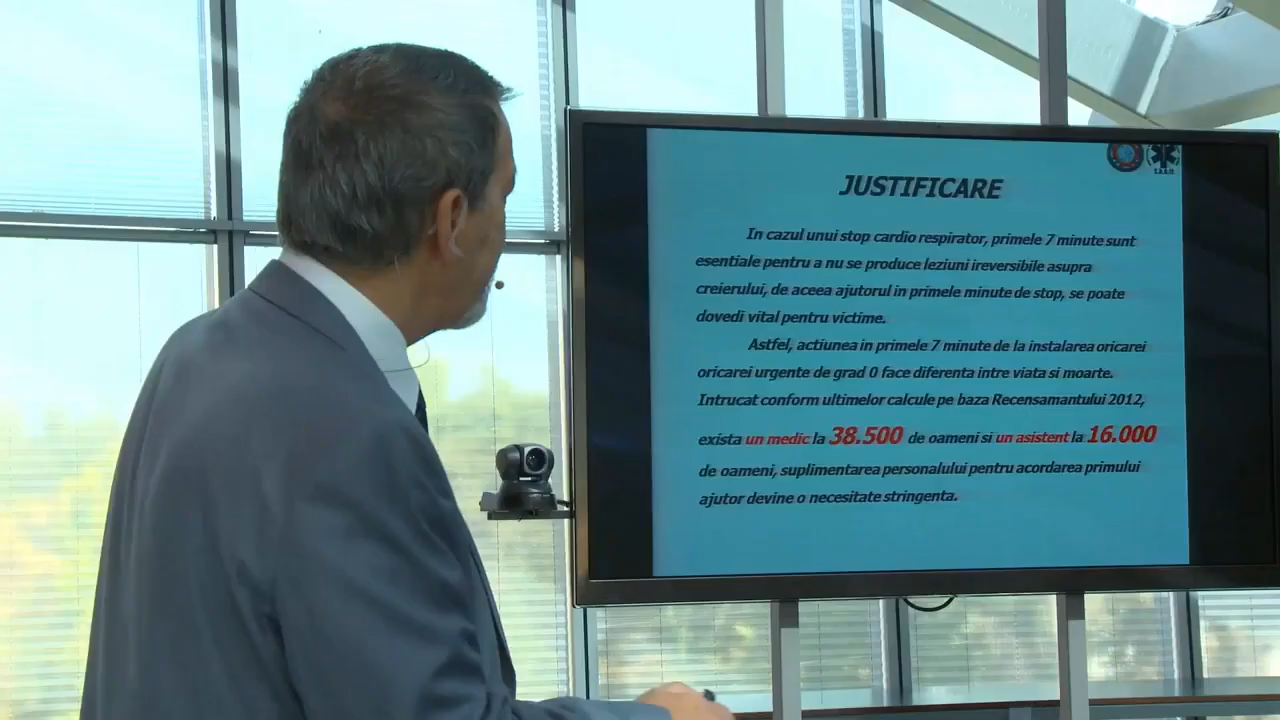 JUSTIFICARE
In cazul unui stop cardio respirator, primele 7 minute sunt
esentiale pentru a nu se produce leziuni ireversibile asupra
creierului, de aceea ajutorul in primele minute de stop, se poate
dovedi vital pentru victime.
Astfel, actiunea in primele 7 minute de la instalarea oricarei
oricarei urgente de grad 0 face diferenta intre viata si moarte.
Intrucat conform ultimelor calcule pe baza Recensamantului 2012,
exista un medic la 38.500 de oameni si un asistent la 16.000
de oameni, suplimentarea personalului pentru acordarea primului
ajutor devine o necesitate stringenta.